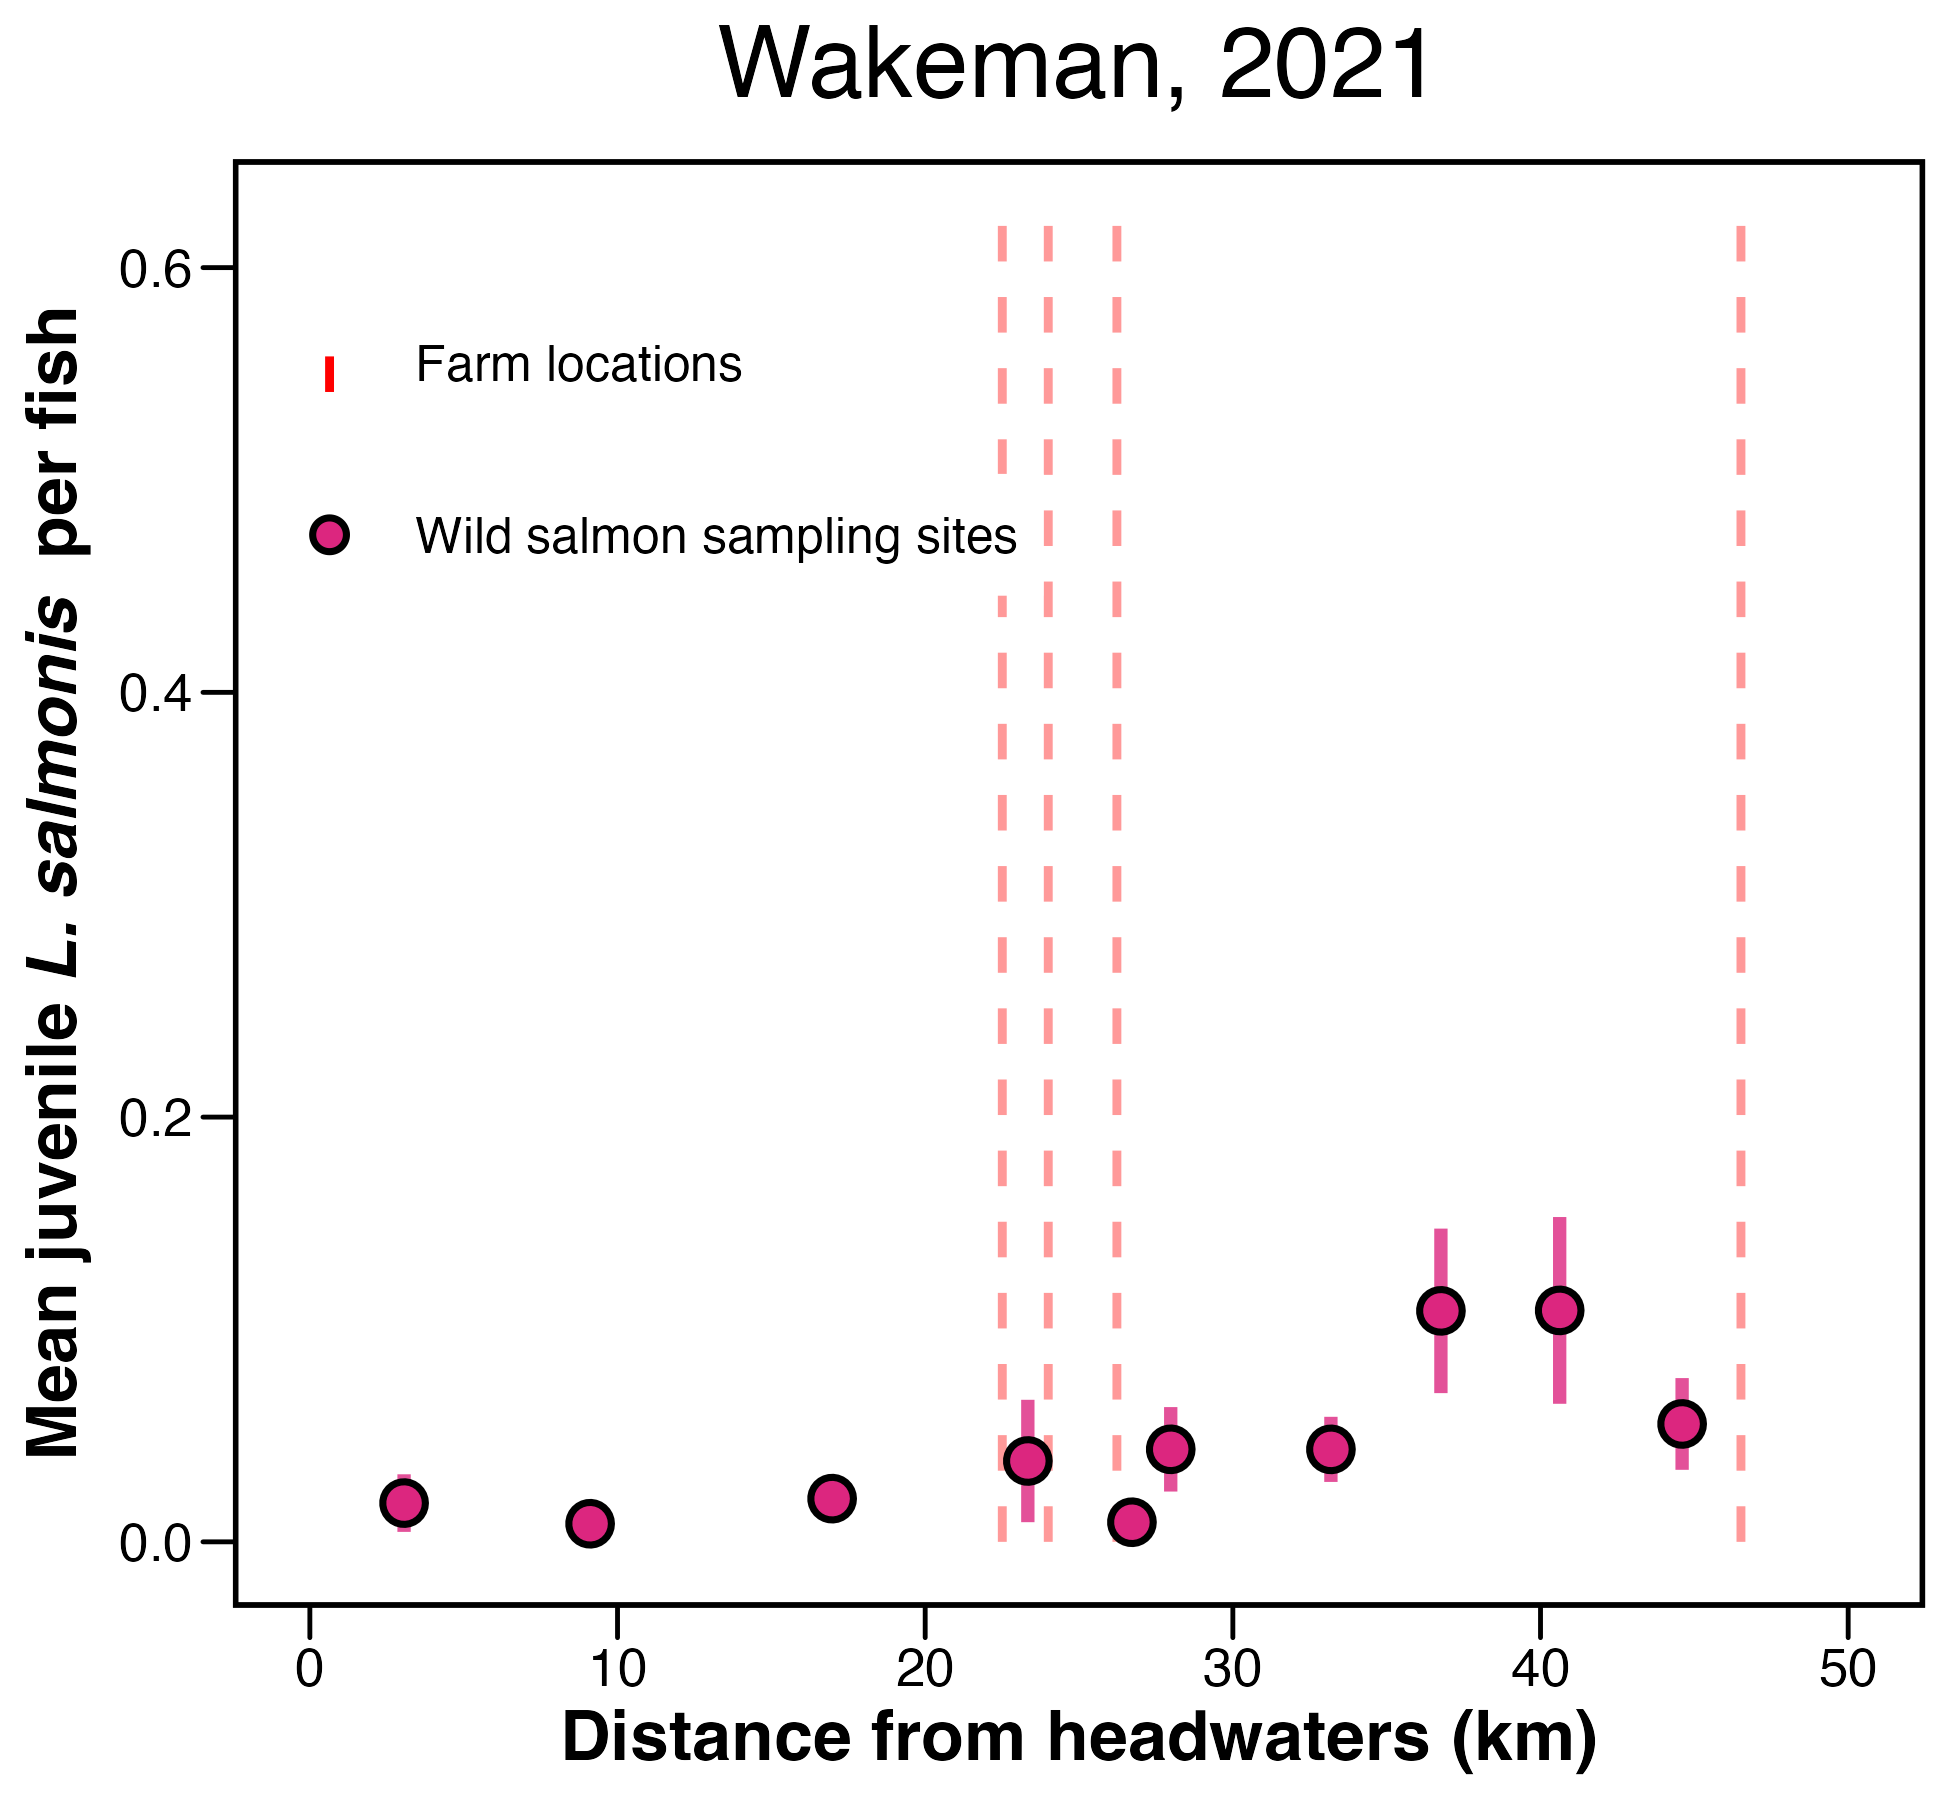 Wakeman, 2021
0.6
0.4
0.2
0.0
Mean juvenile L. salmonis per fish
Farm locations
Wild salmon sampling sites
0 10 20 30 40 50
Distance from headwaters (km)